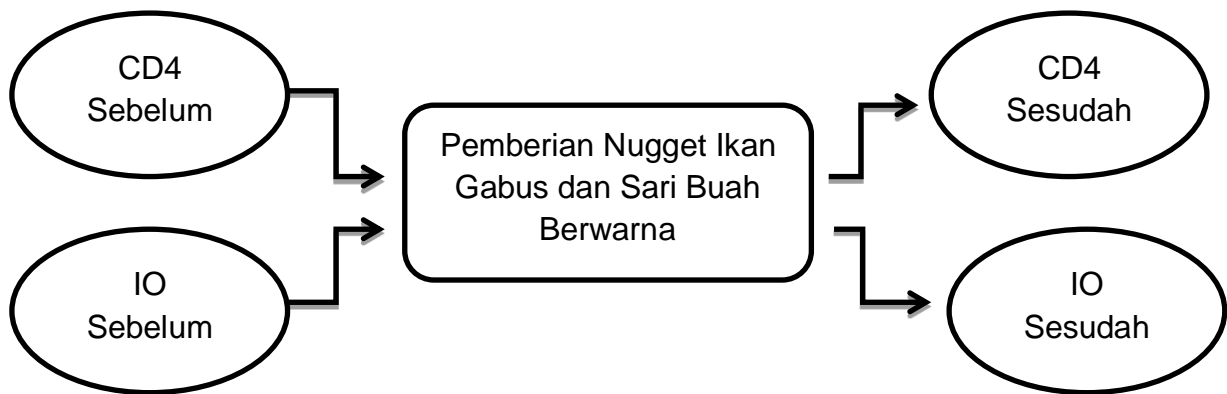 CD4
Sebelum
IO
Sebelum
Pemberian Nugget Ikan
Gabus dan Sari Buah
Berwarna
CD4
Sesudah
IO
Sesudah